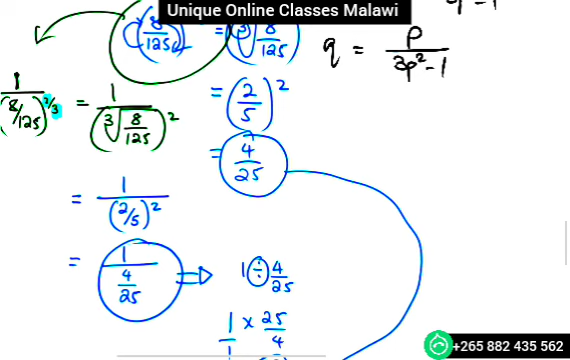 Unique Online Classes Malawi
(8/125) = (∛8/125)
q = p/(3p² − 1)
1/(8/125)^2/3 = 1/(∛8/125)²
= (2/5)²
= 4/25
= 1/(2/5)²
= 1/(4/25) ⇒ 1 ÷ 4/25
1/1 × 25/4
+265 882 435 562